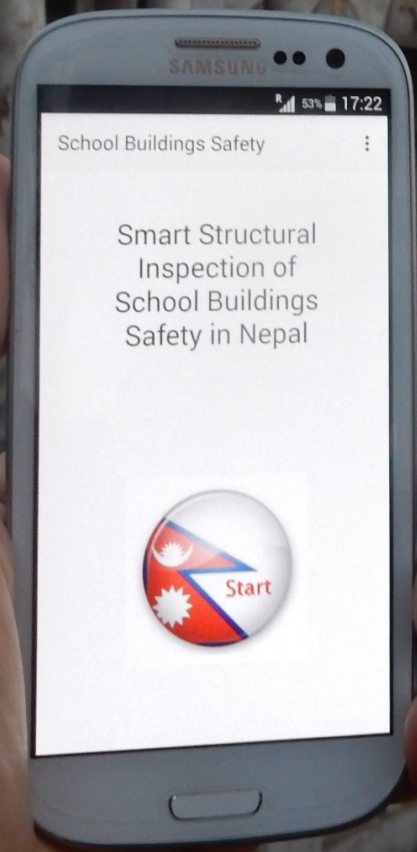 SAMSUNG
R 53% 17:22
School Buildings Safety
Smart Structural
Inspection of
School Buildings
Safety in Nepal
Start